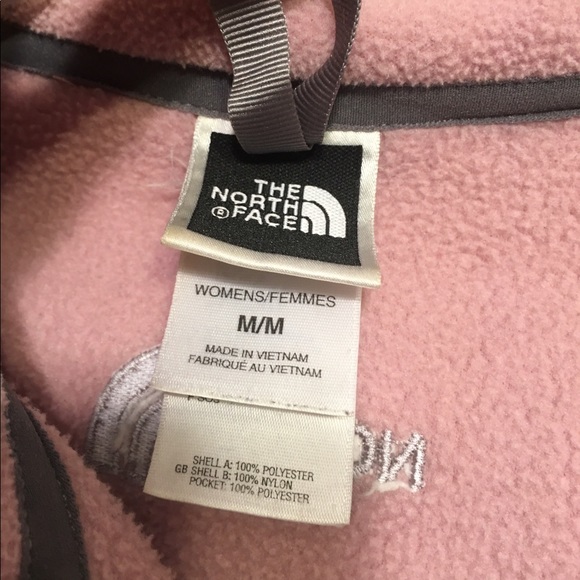 THE
NORTH
® FACE
WOMENS/FEMMES
M/M
MADE IN VIETNAM
FABRIQUÉ AU VIETNAM
SHELL A: 100% POLYESTER
GB SHELL B: 100% NYLON
POCKET: 100% POLYESTER